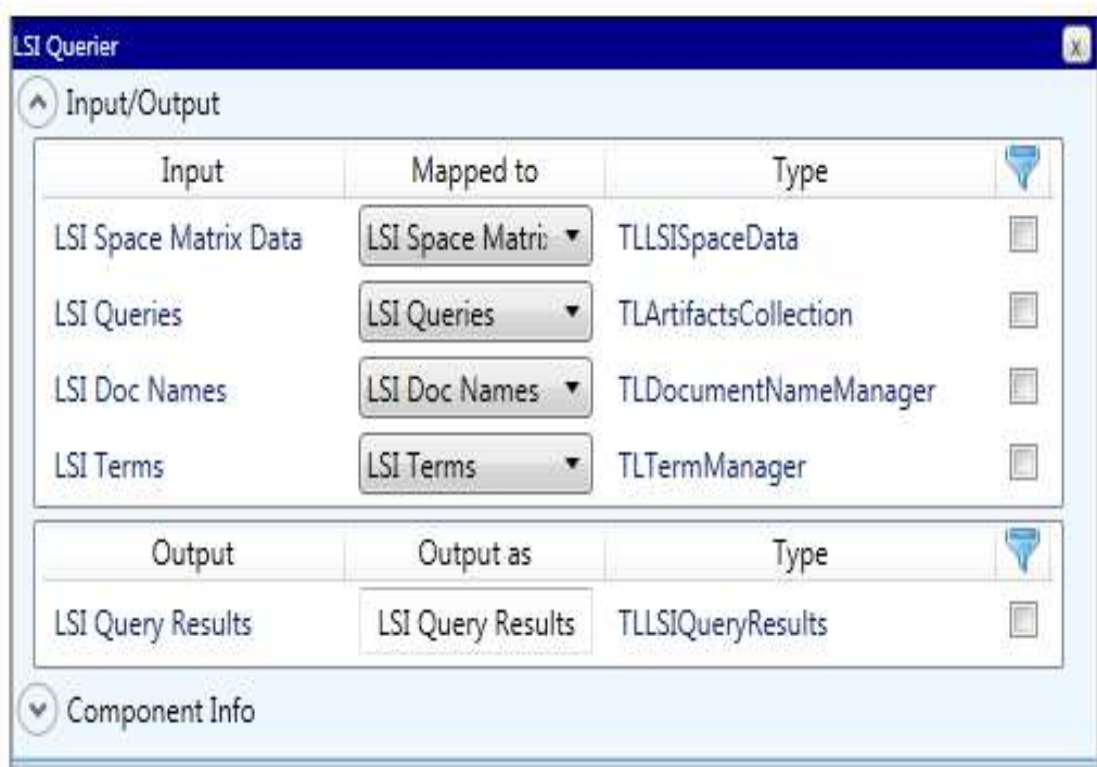 LSI Querier
x
Input/Output
Input Mapped to Type
LSI Space Matrix Data LSI Space Matri: TLLSISpaceData
LSI Queries LSI Queries TLArtifactsCollection
LSI Doc Names LSI Doc Names TLDocumentNameManager
LSI Terms LSI Terms TLTermManager
Output Output as Type
LSI Query Results LSI Query Results TLLSIQueryResults
Component Info